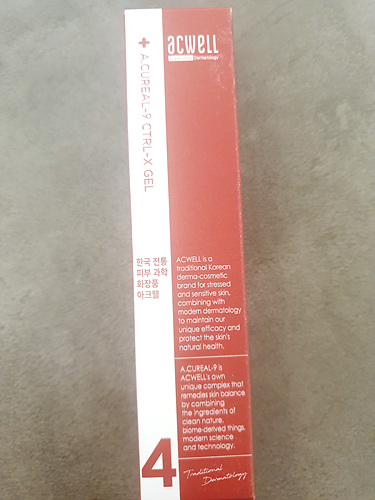 acwell
Dermatology
+ A.CUREAL-9 CTRL-X GEL
한국 전통
피부 과학
화장품
아크웰
ACWELL is a
traditional Korean
derma-cosmetic
brand for stressed
and sensitive skin,
combining with
modern dermatology
to maintain our
unique efficacy and
protect the skin's
natural health.
A.CUREAL-9 is
ACWELL's own
unique complex that
remedies skin balance
by combining
the ingredients of
clean nature,
biome-derived things,
modern science
and technology.
4
Traditional
Dermatology